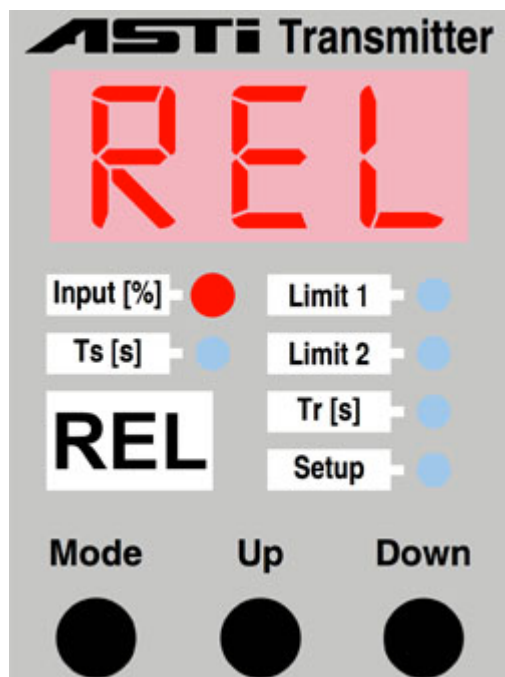 ASTi Transmitter
REL
Input [%]
Limit 1
Ts [s]
Limit 2
REL
Tr [s]
Setup
Mode Up Down